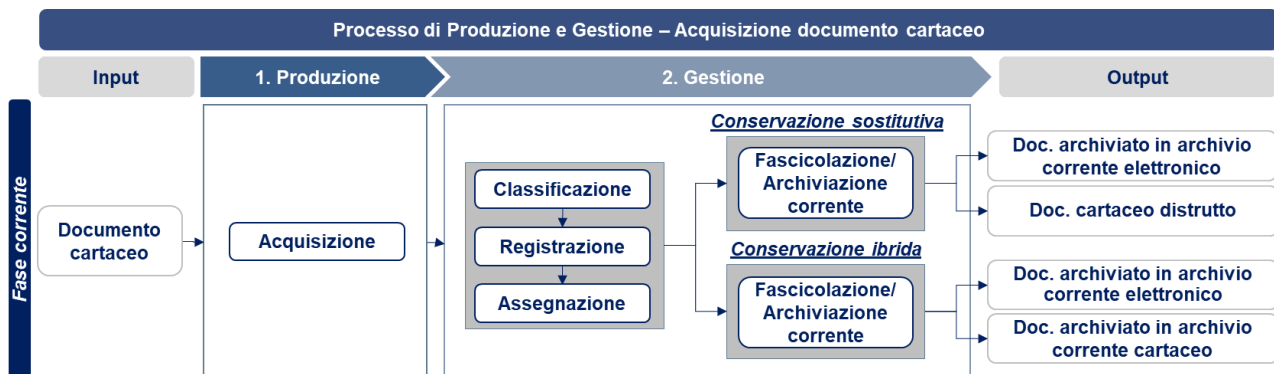 Processo di Produzione e Gestione – Acquisizione documento cartaceo
Input
1. Produzione
2. Gestione
Output
Fase corrente
Documento
cartaceo
Acquisizione
Classificazione
Registrazione
Assegnazione
Conservazione sostitutiva
Fascicolazione/
Archiviazione
corrente
Conservazione ibrida
Fascicolazione/
Archiviazione
corrente
Doc. archiviato in archivio
corrente elettronico
Doc. cartaceo distrutto
Doc. archiviato in archivio
corrente elettronico
Doc. archiviato in archivio
corrente cartaceo